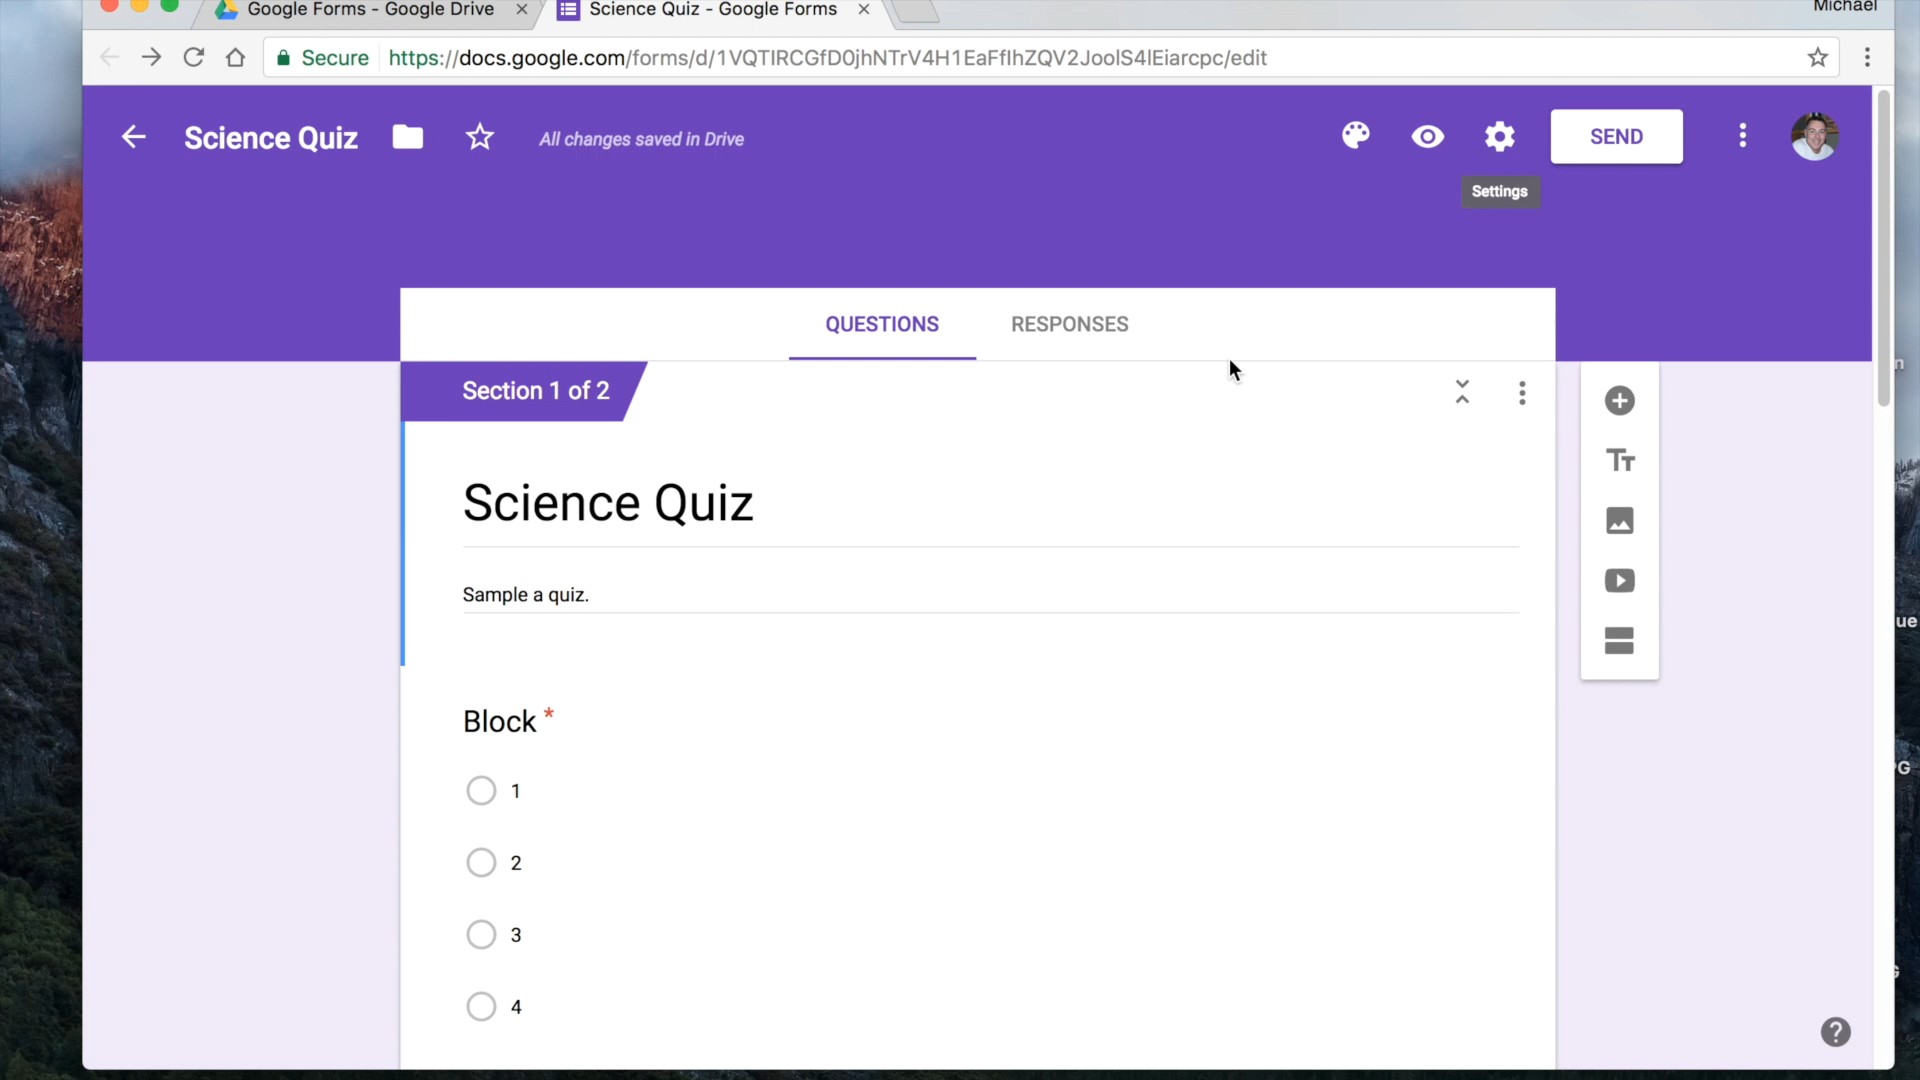 Google Forms - Google Drive
Science Quiz - Google Forms
Michael
Secure
https://docs.google.com/forms/d/1VQTIRCGfD0jhNTrV4H1EaFfIhZQV2JoolS4lEiarcpc/edit
Science Quiz
All changes saved in Drive
SEND
Settings
QUESTIONS
RESPONSES
Section 1 of 2
Science Quiz
Sample a quiz.
Block *
1
2
3
4